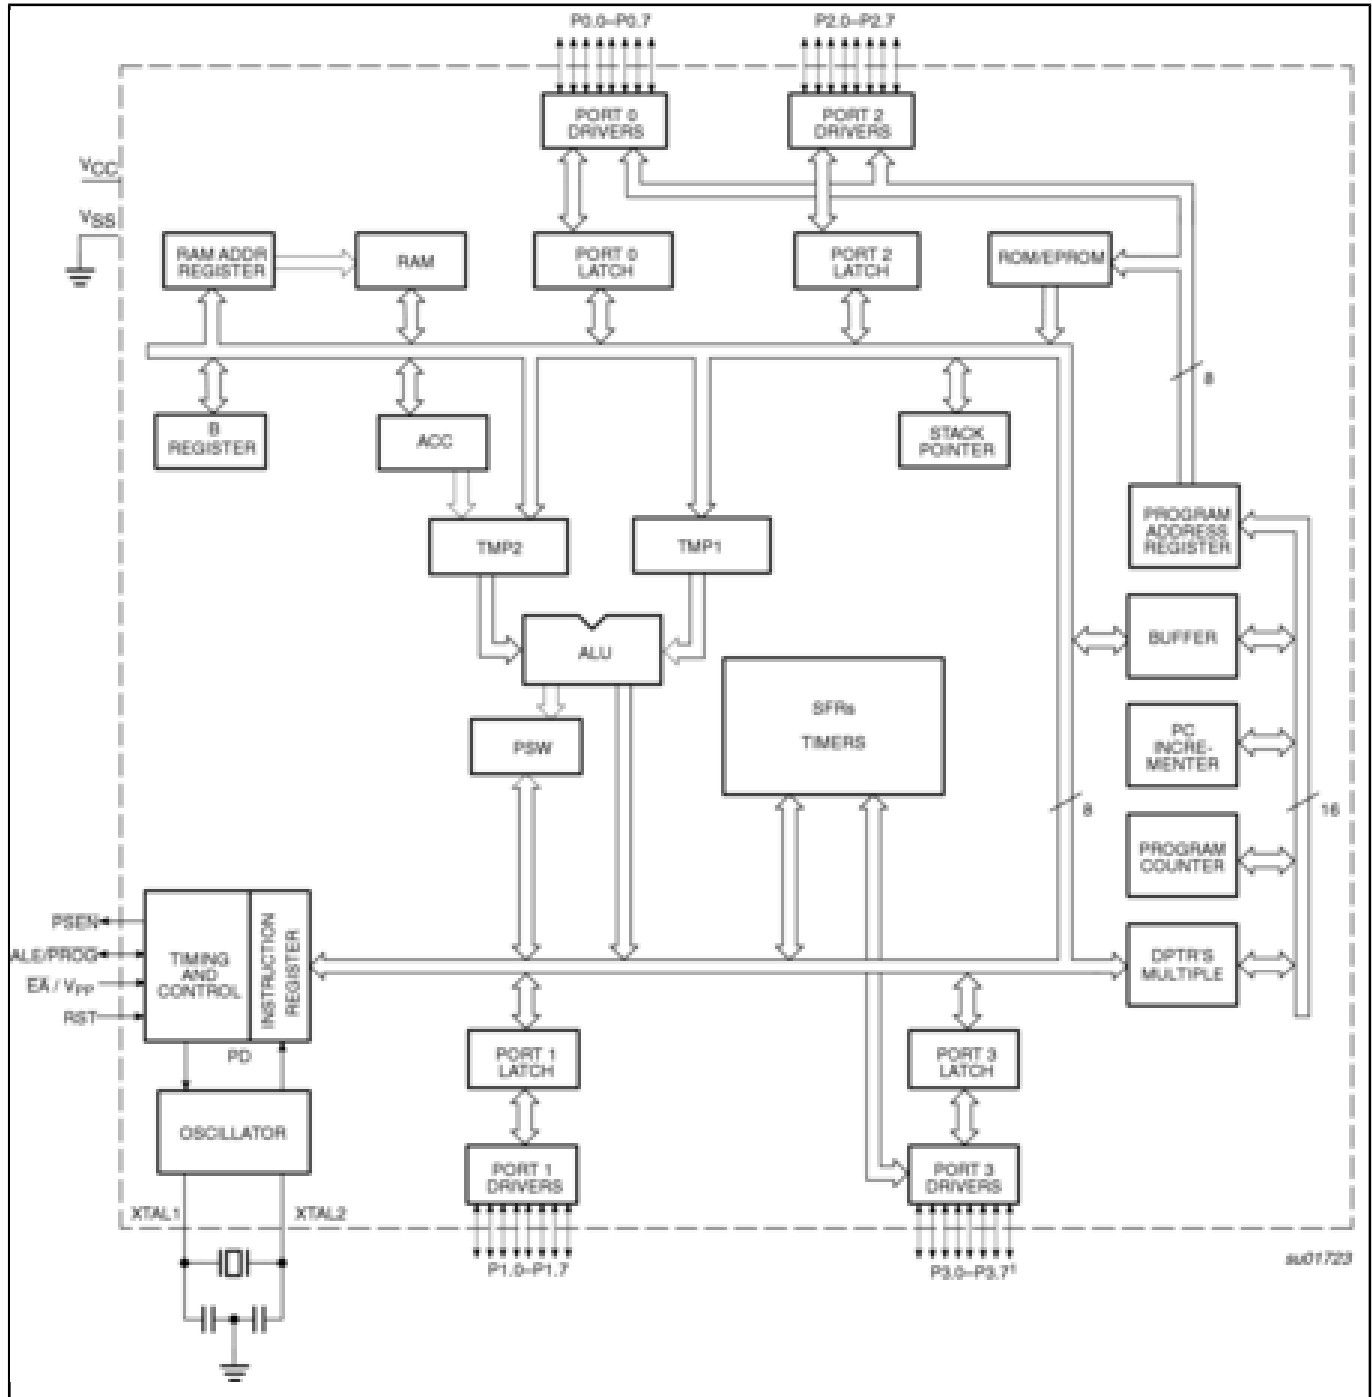 P0.0–P0.7
P2.0–P2.7
PORT 0
DRIVERS
PORT 2
DRIVERS
VCC
VSS
RAM ADDR
REGISTER
RAM
PORT 0
LATCH
PORT 2
LATCH
ROM/EPROM
8
B
REGISTER
ACC
STACK
POINTER
PROGRAM
ADDRESS
REGISTER
TMP2
TMP1
BUFFER
ALU
SFRs
TIMERS
PSW
PC
INCRE-
MENTER
8
16
PROGRAM
COUNTER
PSEN
ALE/PROG
EA / VPP
RST
TIMING
AND
CONTROL
INSTRUCTION
REGISTER
DPTR'S
MULTIPLE
PD
PORT 1
LATCH
PORT 3
LATCH
OSCILLATOR
PORT 1
DRIVERS
PORT 3
DRIVERS
XTAL1
XTAL2
P1.0–P1.7
P3.0–P3.7¹
su01723